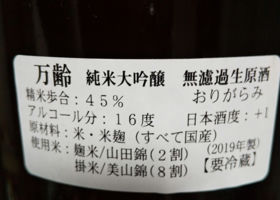 万齢 純米大吟醸 無濾過生原酒
精米歩合：４５％ おりがらみ
アルコール分：１６度 日本酒度：+1
原材料：米・米麹（すべて国産）
使用米：麹米/山田錦（２割） (2019年製)
掛米/美山錦（８割） 【要冷蔵】